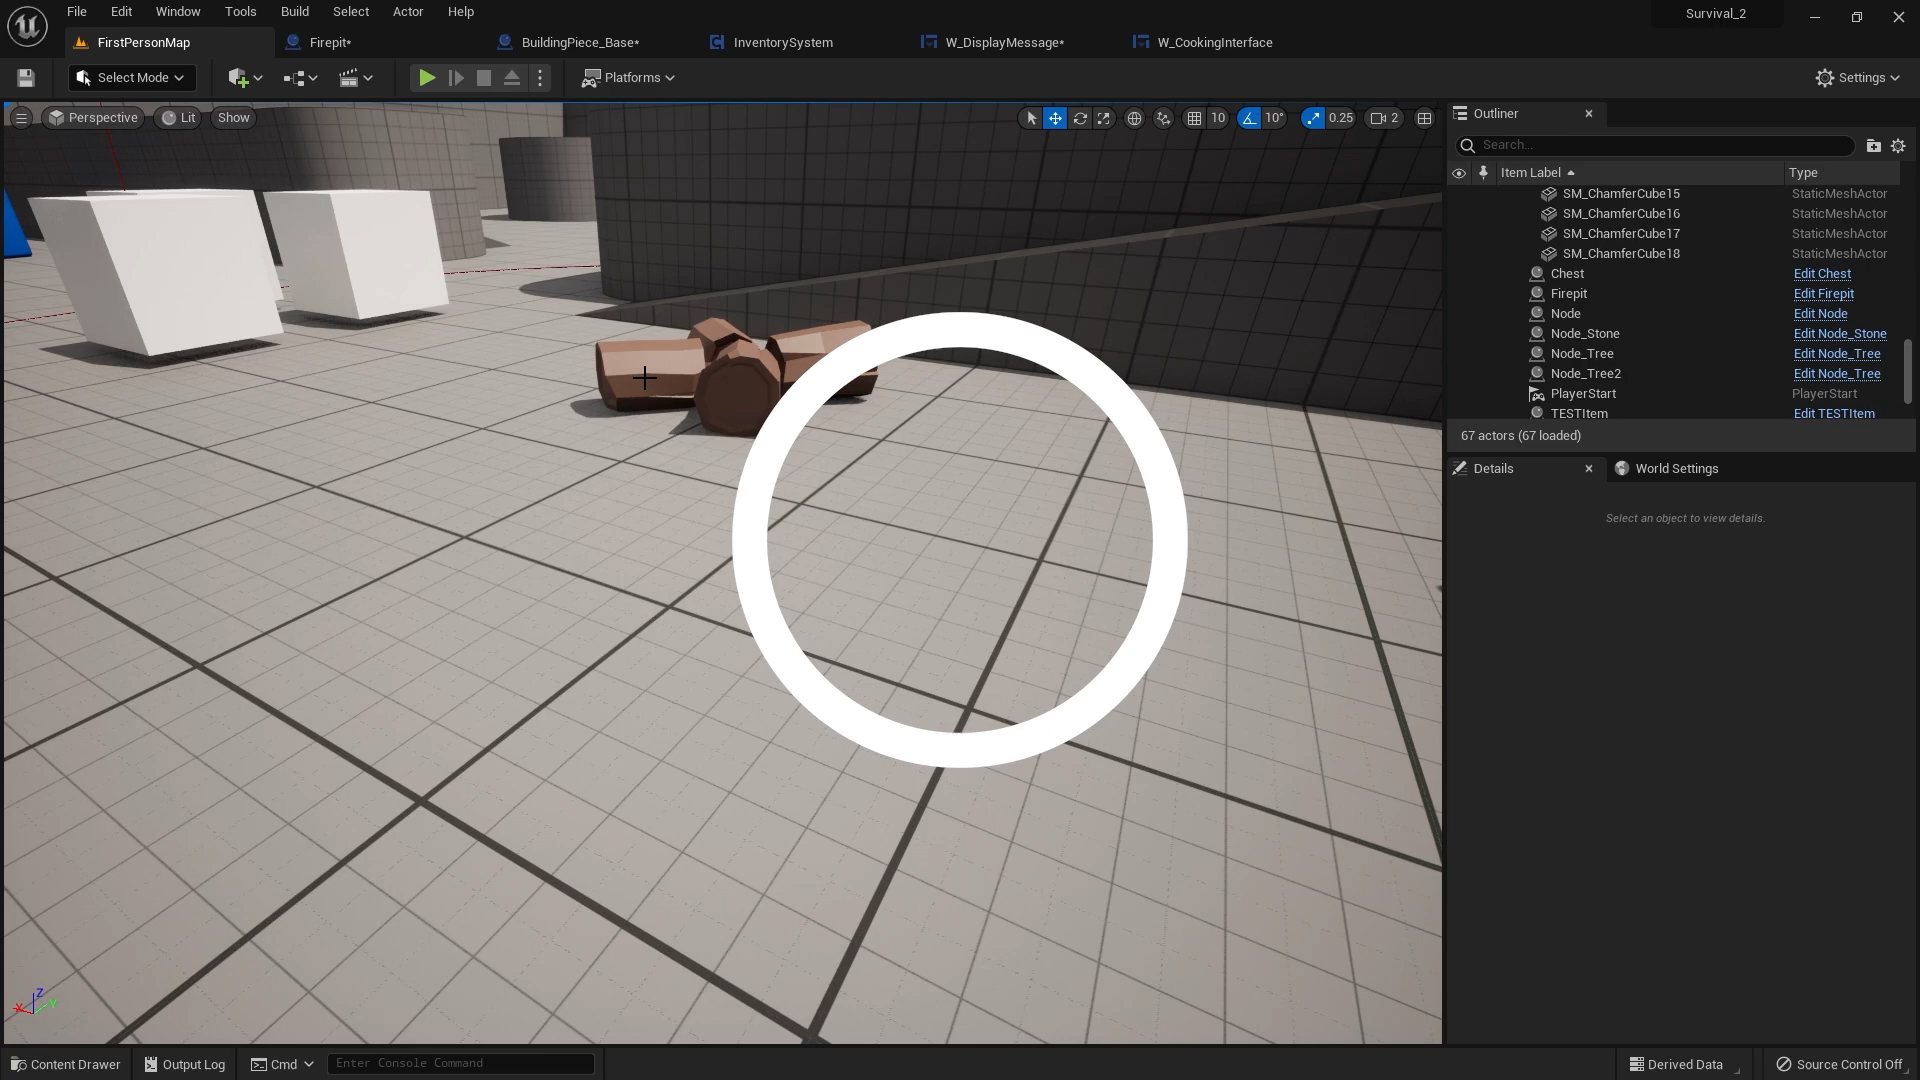 File Edit Window Tools Build Select Actor Help
Survival_2
FirstPersonMap Firepit* BuildingPiece_Base* InventorySystem W_DisplayMessage* W_CookingInterface
Select Mode Platforms Settings
Perspective Lit Show 10 10° 0.25 2
Outliner
Search...
Item Label Type
SM_ChamferCube15 StaticMeshActor
SM_ChamferCube16 StaticMeshActor
SM_ChamferCube17 StaticMeshActor
SM_ChamferCube18 StaticMeshActor
Chest Edit Chest
Firepit Edit Firepit
Node Edit Node
Node_Stone Edit Node_Stone
Node_Tree Edit Node_Tree
Node_Tree2 Edit Node_Tree
PlayerStart PlayerStart
TESTItem Edit TESTItem
67 actors (67 loaded)
Details World Settings
Select an object to view details.
X Z Y
Content Drawer Output Log Cmd Enter Console Command Derived Data Source Control Off